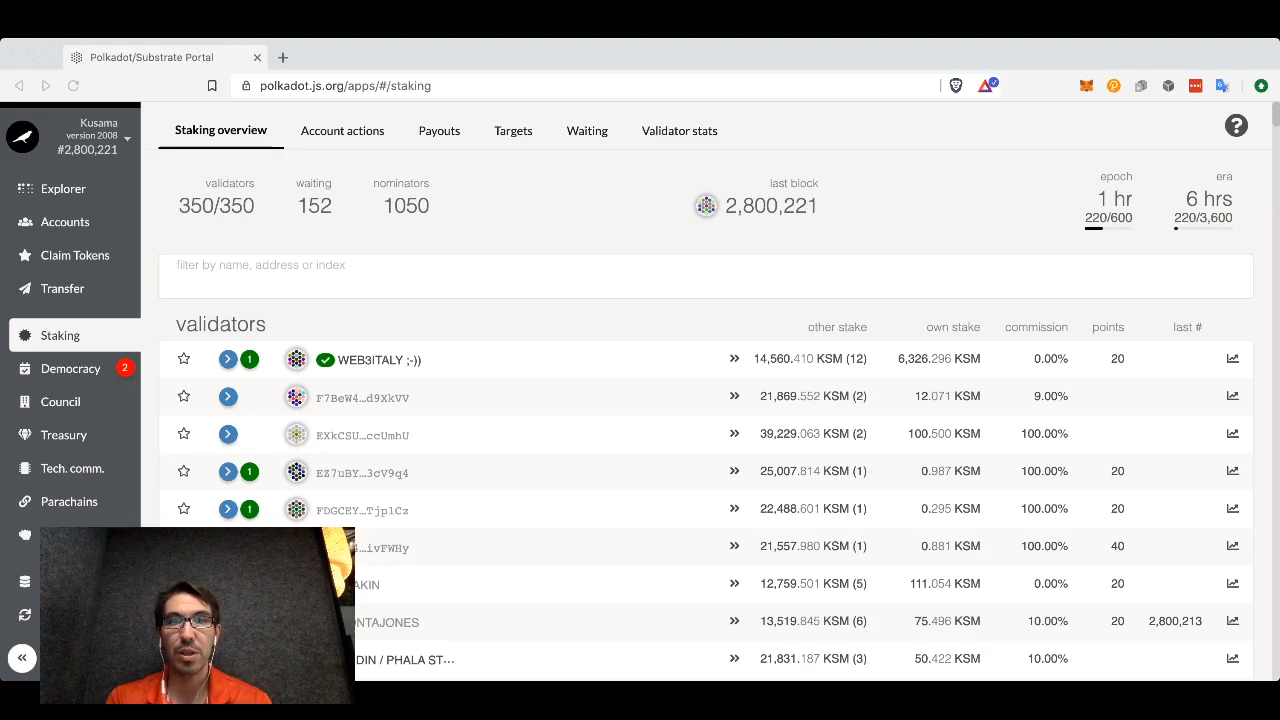 Polkadot/Substrate Portal
polkadot.js.org/apps/#/staking
Kusama
version 2008
#2,800,221
Explorer
Accounts
Claim Tokens
Transfer
Staking
Democracy 2
Council
Treasury
Tech. comm.
Parachains
Staking overview Account actions Payouts Targets Waiting Validator stats
validators waiting nominators last block epoch era
350/350 152 1050 2,800,221 1 hr 6 hrs
220/600 220/3,600
filter by name, address or index
validators other stake own stake commission points last #
1 WEB3ITALY ;-)) 14,560.410 KSM (12) 6,326.296 KSM 0.00% 20
F7BeW4…d9XkVV 21,869.552 KSM (2) 12.071 KSM 9.00%
EXkCSU…ccUmhU 39,229.063 KSM (2) 100.500 KSM 100.00%
1 EZ7uBY…3cV9q4 25,007.814 KSM (1) 0.987 KSM 100.00% 20
1 FDGCEY…Tjp1Cz 22,488.601 KSM (1) 0.295 KSM 100.00% 20
4…ivFWHy 21,557.980 KSM (1) 0.881 KSM 100.00% 40
AKIN 12,759.501 KSM (5) 111.054 KSM 0.00% 20
ONTAJONES 13,519.845 KSM (6) 75.496 KSM 10.00% 20 2,800,213
DIN / PHALA ST… 21,831.187 KSM (3) 50.422 KSM 10.00%